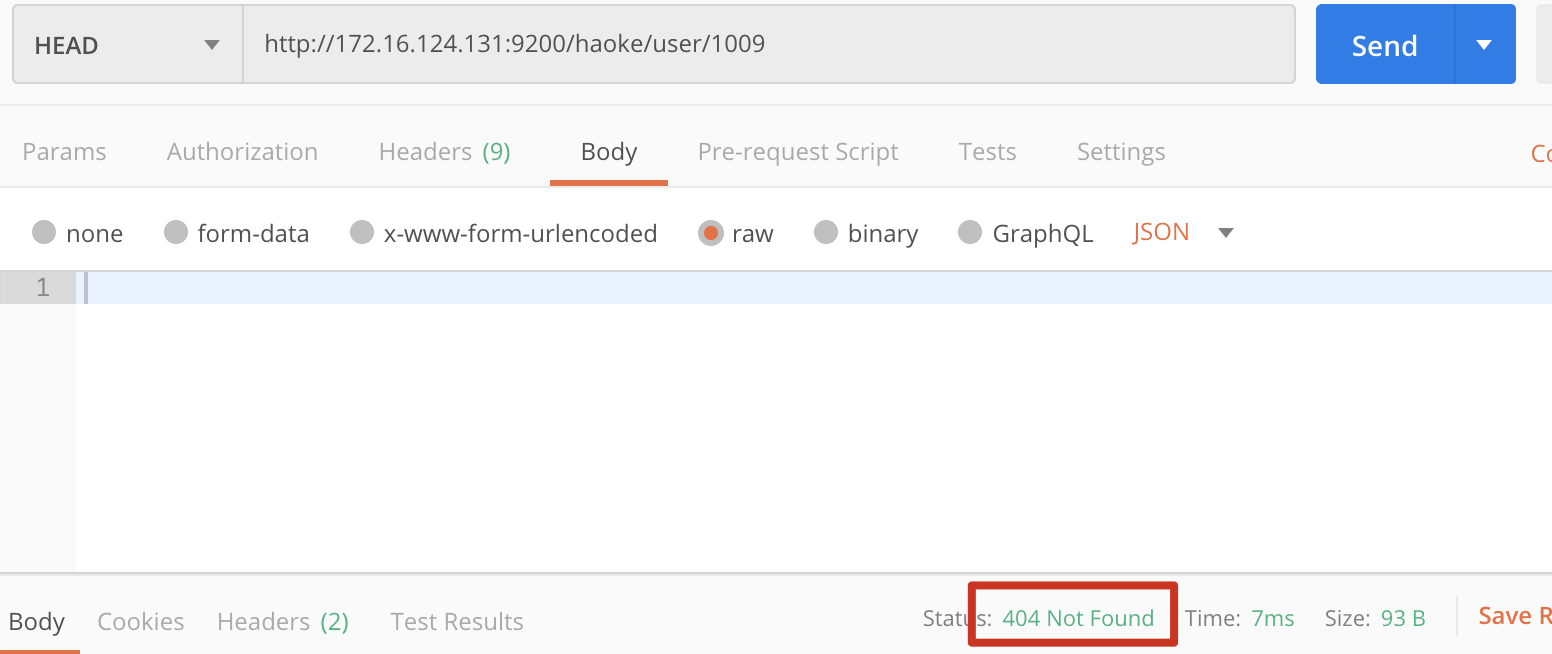 HEAD http://172.16.124.131:9200/haoke/user/1009 Send
Params Authorization Headers (9) Body Pre-request Script Tests Settings Co
none form-data x-www-form-urlencoded raw binary GraphQL JSON
1
Body Cookies Headers (2) Test Results Status: 404 Not Found Time: 7ms Size: 93 B Save R